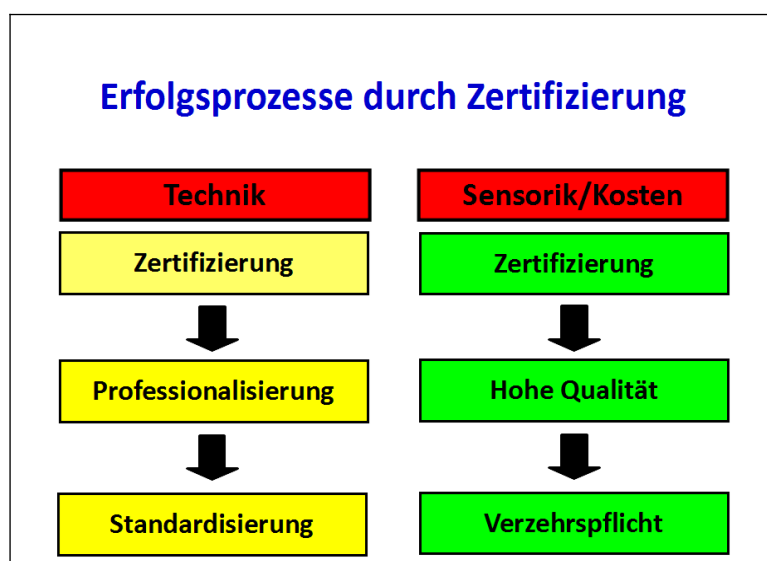 Erfolgsprozesse durch Zertifizierung
Technik
Zertifizierung
Professionalisierung
Standardisierung
Sensorik/Kosten
Zertifizierung
Hohe Qualität
Verzehrspflicht